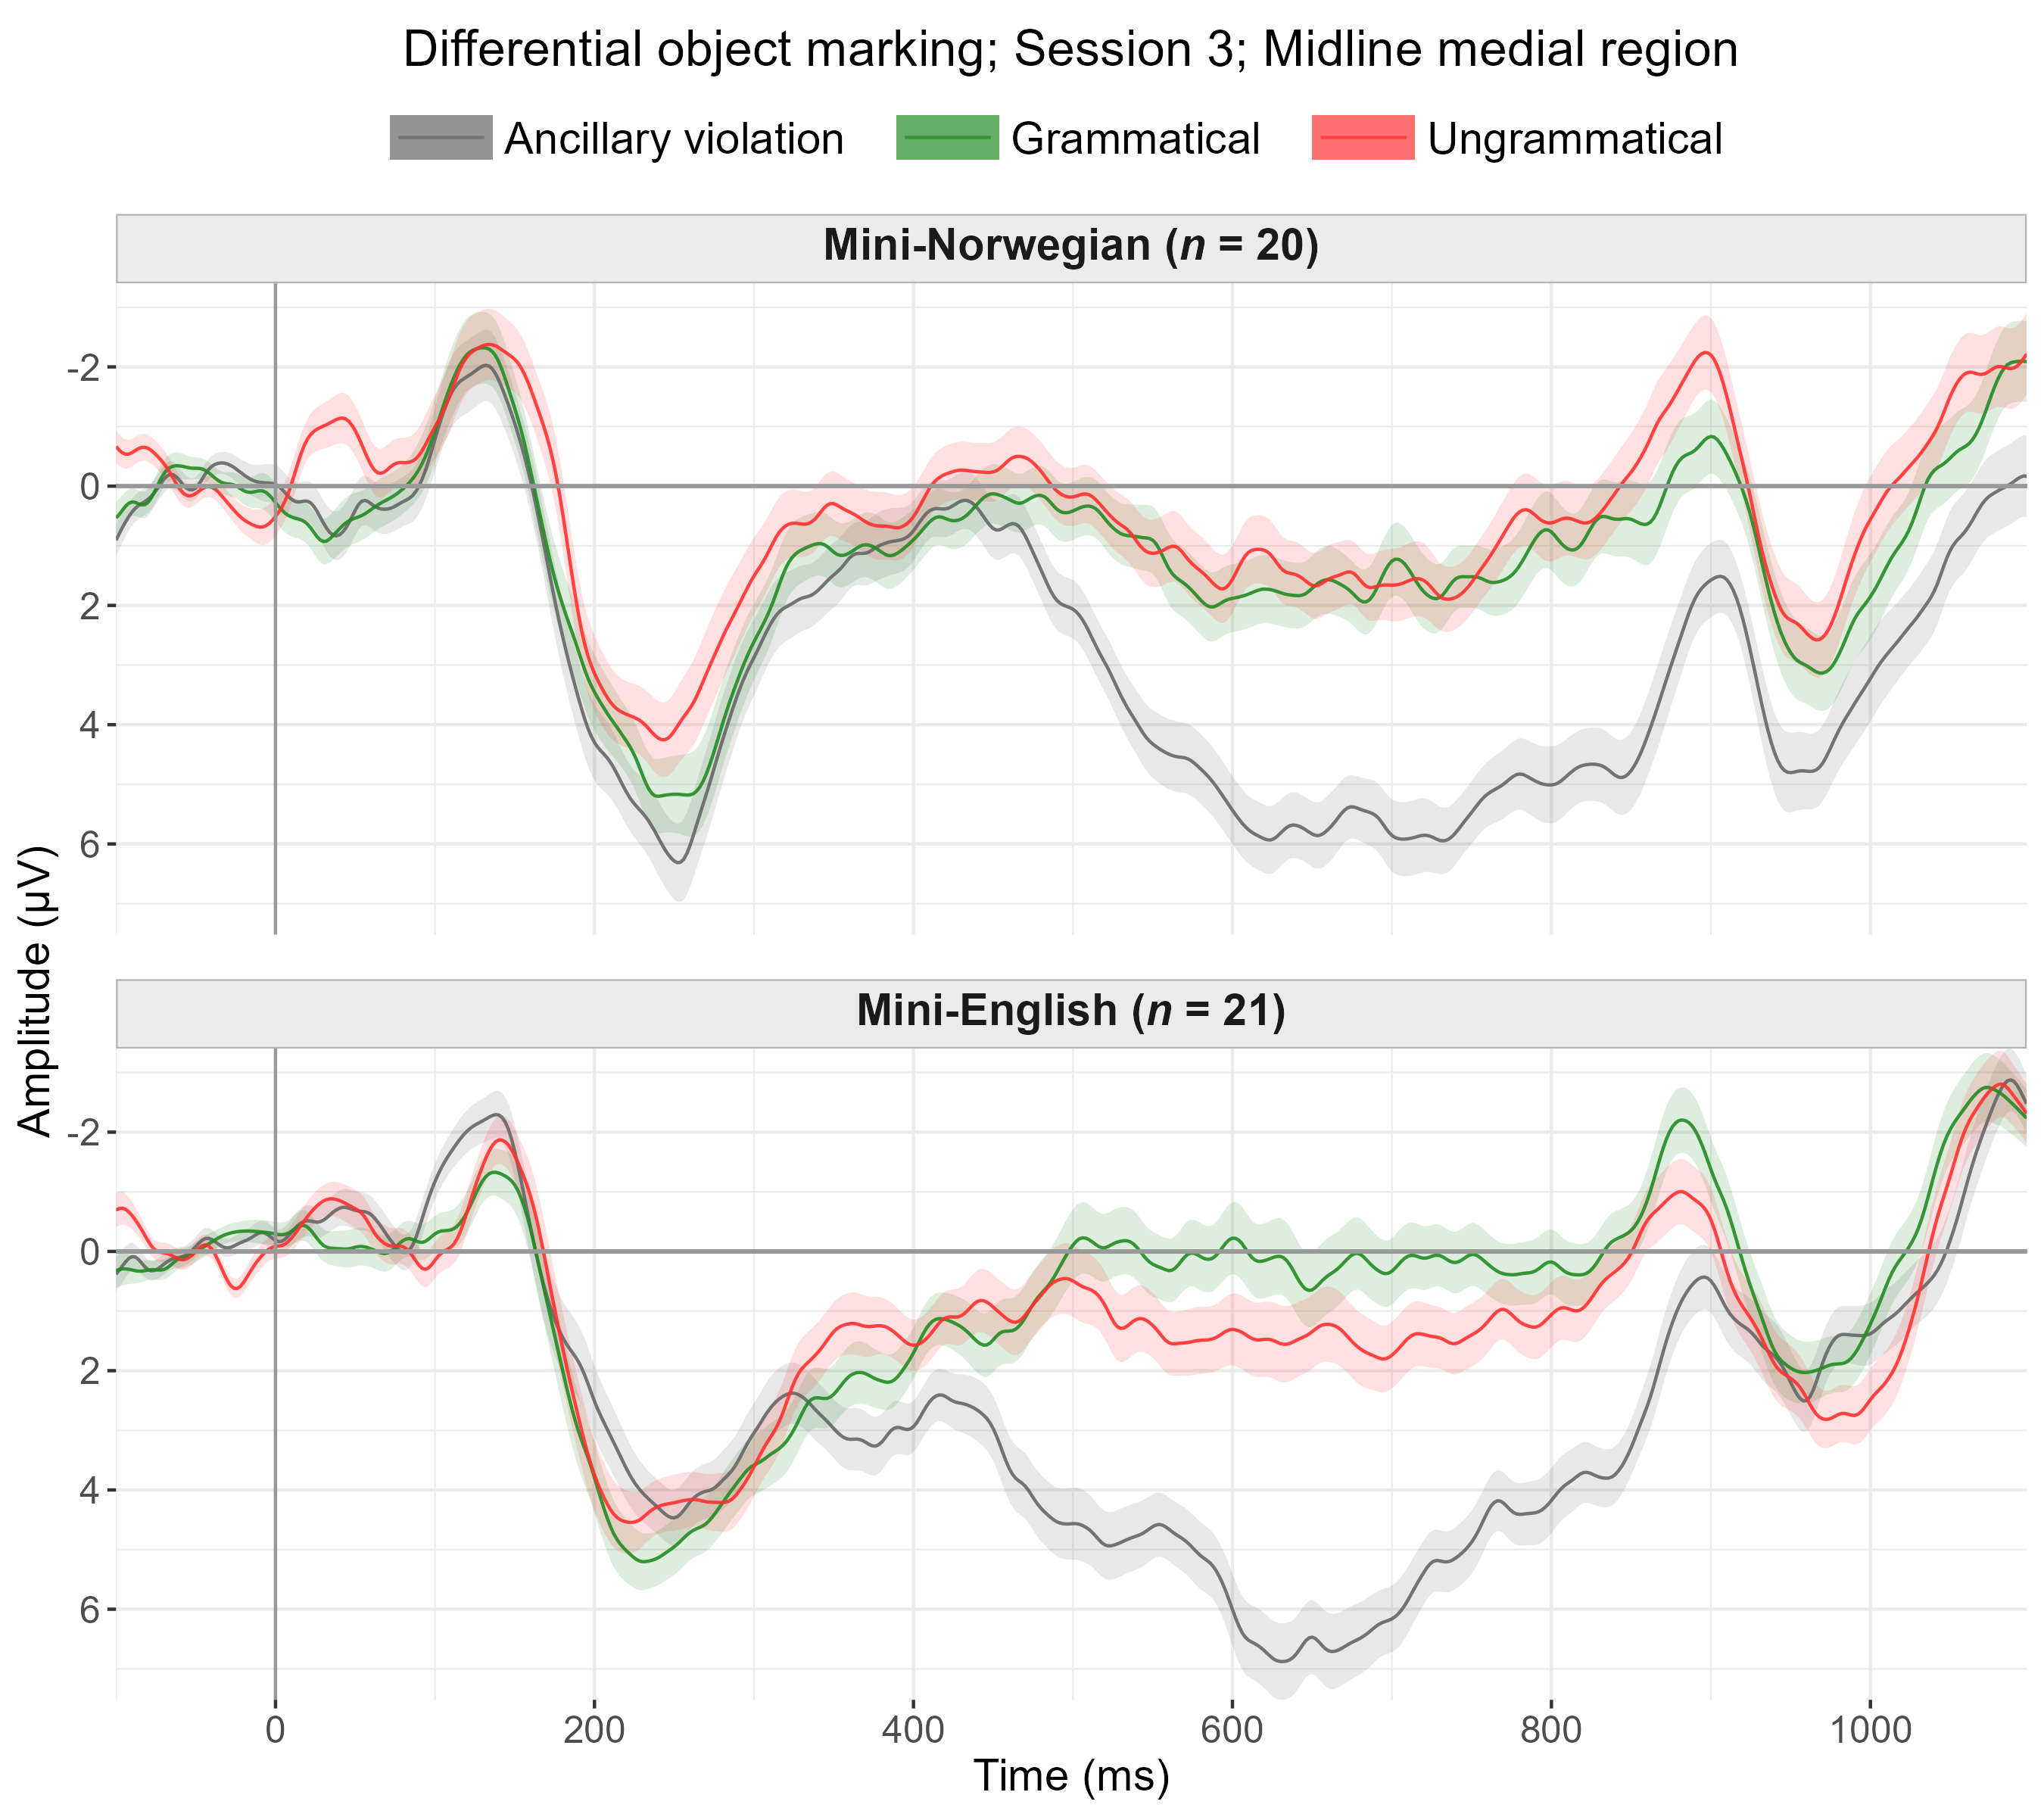 Differential object marking; Session 3; Midline medial region
Ancillary violation
Grammatical
Ungrammatical
Mini-Norwegian (n = 20)
-2
0
2
4
6
Amplitude (µV)
Mini-English (n = 21)
-2
0
2
4
6
0 200 400 600 800 1000
Time (ms)